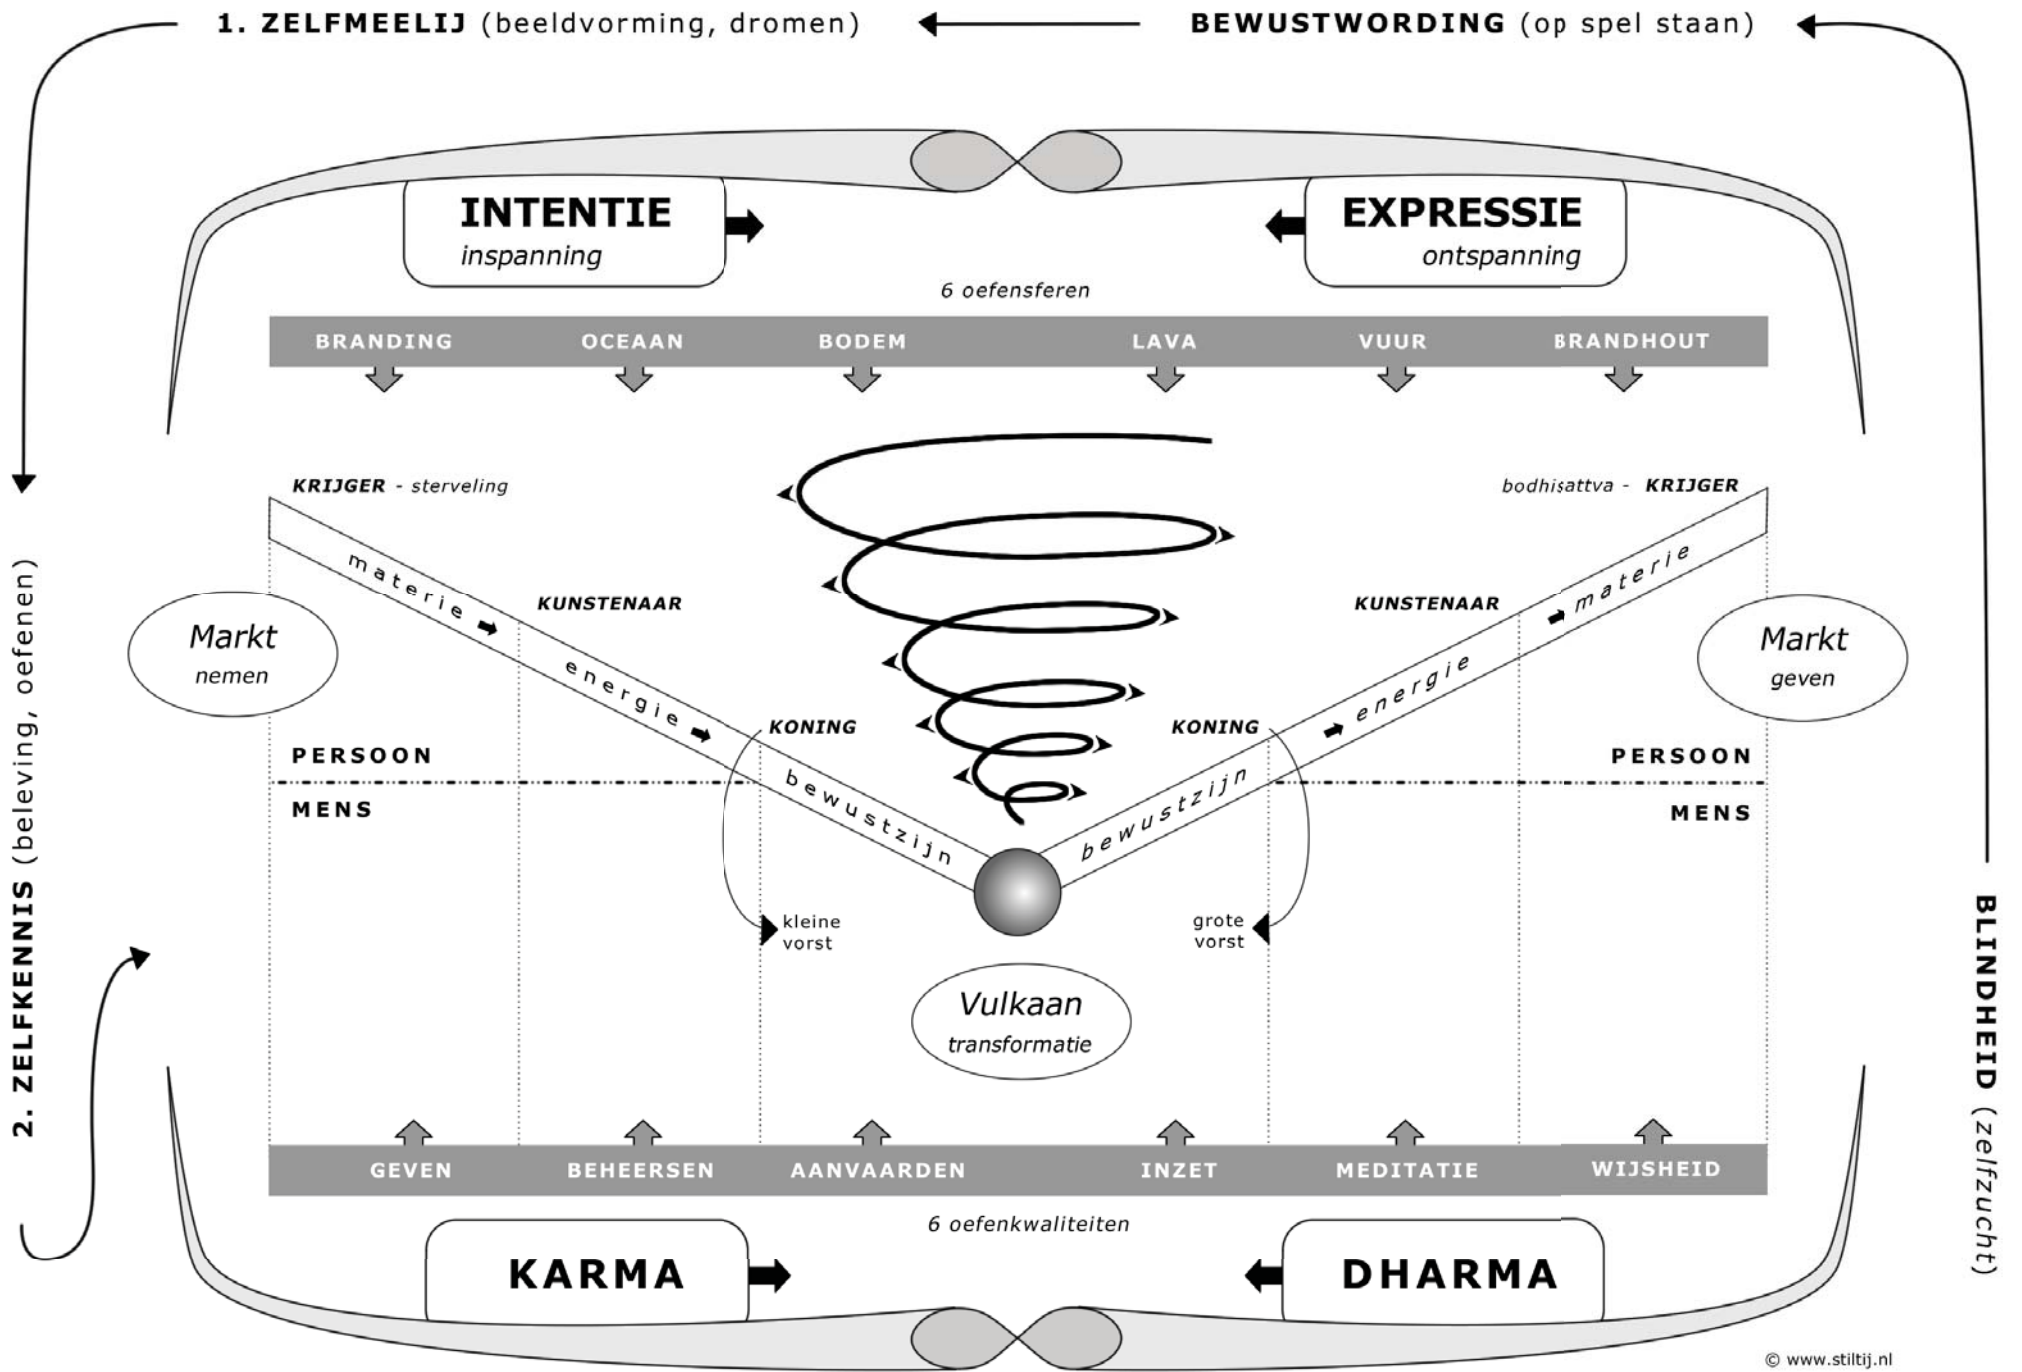 1. ZELFMEELIJ (beeldvorming, dromen)
BEWUSTWORDING (op spel staan)
INTENTIE
inspanning
EXPRESSIE
ontspanning
6 oefensferen
BRANDING OCEAAN BODEM LAVA VUUR BRANDHOUT
KRIJGER - sterveling
bodhisattva - KRIJGER
materie
materie
KUNSTENAAR
KUNSTENAAR
Markt
nemen
Markt
geven
energie
energie
KONING
KONING
PERSOON
PERSOON
MENS
MENS
bewustzijn
bewustzijn
kleine
vorst
grote
vorst
Vulkaan
transformatie
2. ZELFKENNIS (beleving, oefenen)
BLINDHEID (zelfzucht)
GEVEN BEHEERSEN AANVAARDEN INZET MEDITATIE WIJSHEID
6 oefenkwaliteiten
KARMA
DHARMA
© www.stiltij.nl